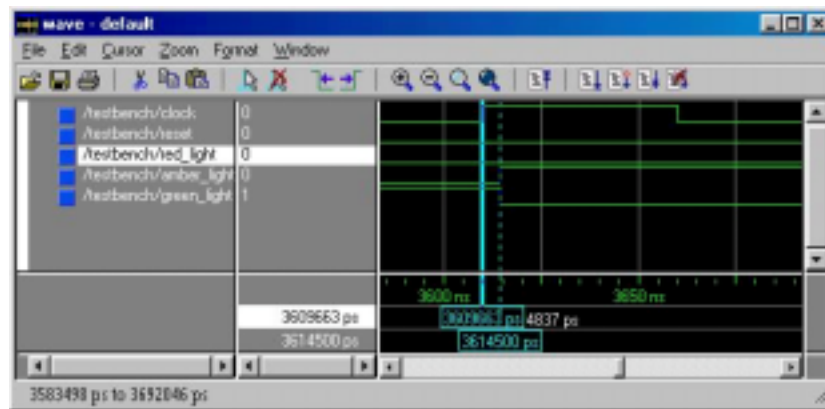 wave - default
File Edit Cursor Zoom Format Window
/testbench/clock 0
/testbench/reset 0
/testbench/red_light 0
/testbench/amber_light 0
/testbench/green_light 1
3600 ns 3650 ns
3609663 ps 3609663 ps 4837 ps
3614500 ps 3614500 ps
3583498 ps to 3692046 ps